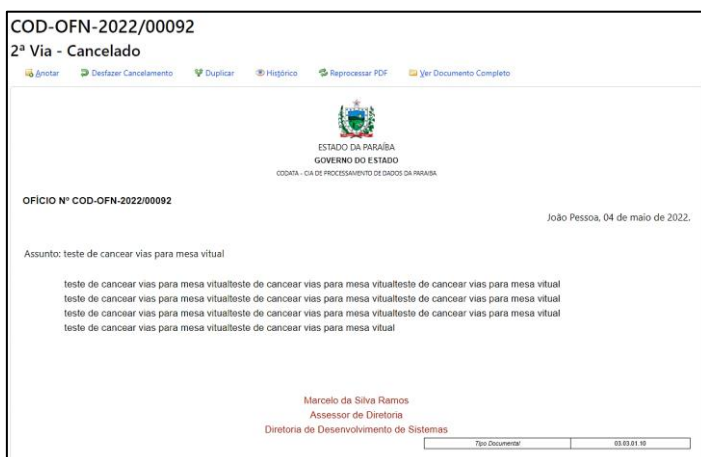 COD-OFN-2022/00092
2ª Via - Cancelado
Anotar Desfazer Cancelamento Duplicar Histórico Reprocessar PDF Ver Documento Completo
ESTADO DA PARAÍBA
GOVERNO DO ESTADO
CODATA - CIA DE PROCESSAMENTO DE DADOS DA PARAIBA
OFÍCIO Nº COD-OFN-2022/00092
João Pessoa, 04 de maio de 2022.
Assunto: teste de cancear vias para mesa vitual
teste de cancear vias para mesa vitualteste de cancear vias para mesa vitualteste de cancear vias para mesa vitual
teste de cancear vias para mesa vitualteste de cancear vias para mesa vitualteste de cancear vias para mesa vitual
teste de cancear vias para mesa vitualteste de cancear vias para mesa vitualteste de cancear vias para mesa vitual
teste de cancear vias para mesa vitualteste de cancear vias para mesa vitual
Marcelo da Silva Ramos
Assessor de Diretoria
Diretoria de Desenvolvimento de Sistemas
Tipo Documental 03.03.01.10